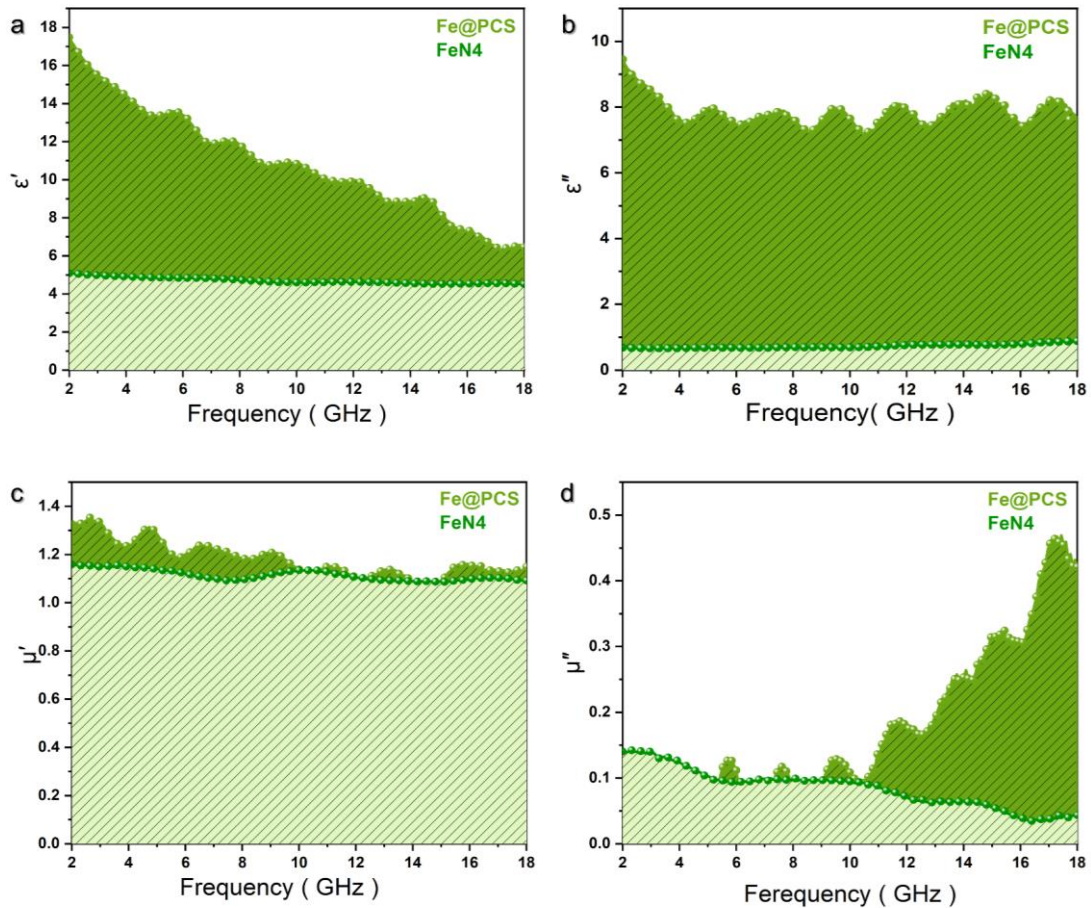 a
Fe@PCS
FeN4
18
16
14
12
10
8
6
4
2
0
ε′
2 4 6 8 10 12 14 16 18
Frequency ( GHz )
b
Fe@PCS
FeN4
10
8
6
4
2
0
ε″
2 4 6 8 10 12 14 16 18
Frequency( GHz )
c
Fe@PCS
FeN4
1.4
1.2
1.0
0.8
0.6
0.4
0.2
0.0
μ′
2 4 6 8 10 12 14 16 18
Frequency ( GHz )
d
Fe@PCS
FeN4
0.5
0.4
0.3
0.2
0.1
0.0
μ″
2 4 6 8 10 12 14 16 18
Ferequency ( GHz )